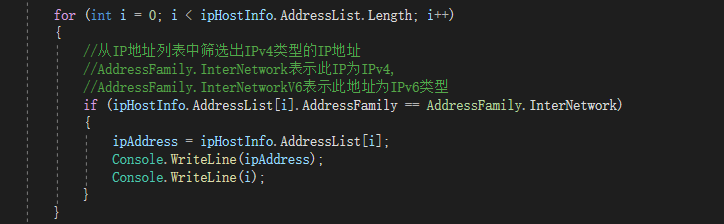 for (int i = 0; i < ipHostInfo.AddressList.Length; i++)
{
//从IP地址列表中筛选出IPv4类型的IP地址
//AddressFamily.InterNetwork表示此IP为IPv4,
//AddressFamily.InterNetworkV6表示此地址为IPv6类型
if (ipHostInfo.AddressList[i].AddressFamily == AddressFamily.InterNetwork)
{
ipAddress = ipHostInfo.AddressList[i];
Console.WriteLine(ipAddress);
Console.WriteLine(i);
}
}